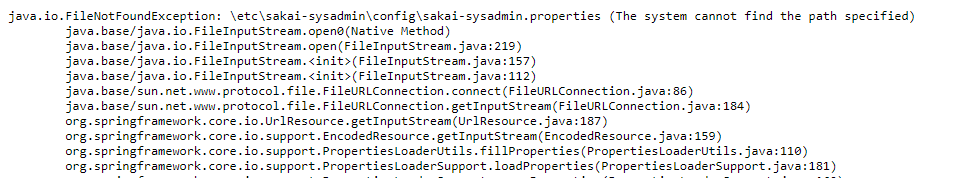 java.io.FileNotFoundException: \etc\sakai-sysadmin\config\sakai-sysadmin.properties (The system cannot find the path specified)
java.base/java.io.FileInputStream.open0(Native Method)
java.base/java.io.FileInputStream.open(FileInputStream.java:219)
java.base/java.io.FileInputStream.<init>(FileInputStream.java:157)
java.base/java.io.FileInputStream.<init>(FileInputStream.java:112)
java.base/sun.net.www.protocol.file.FileURLConnection.connect(FileURLConnection.java:86)
java.base/sun.net.www.protocol.file.FileURLConnection.getInputStream(FileURLConnection.java:184)
org.springframework.core.io.UrlResource.getInputStream(UrlResource.java:187)
org.springframework.core.io.support.EncodedResource.getInputStream(EncodedResource.java:159)
org.springframework.core.io.support.PropertiesLoaderUtils.fillProperties(PropertiesLoaderUtils.java:110)
org.springframework.core.io.support.PropertiesLoaderSupport.loadProperties(PropertiesLoaderSupport.java:181)